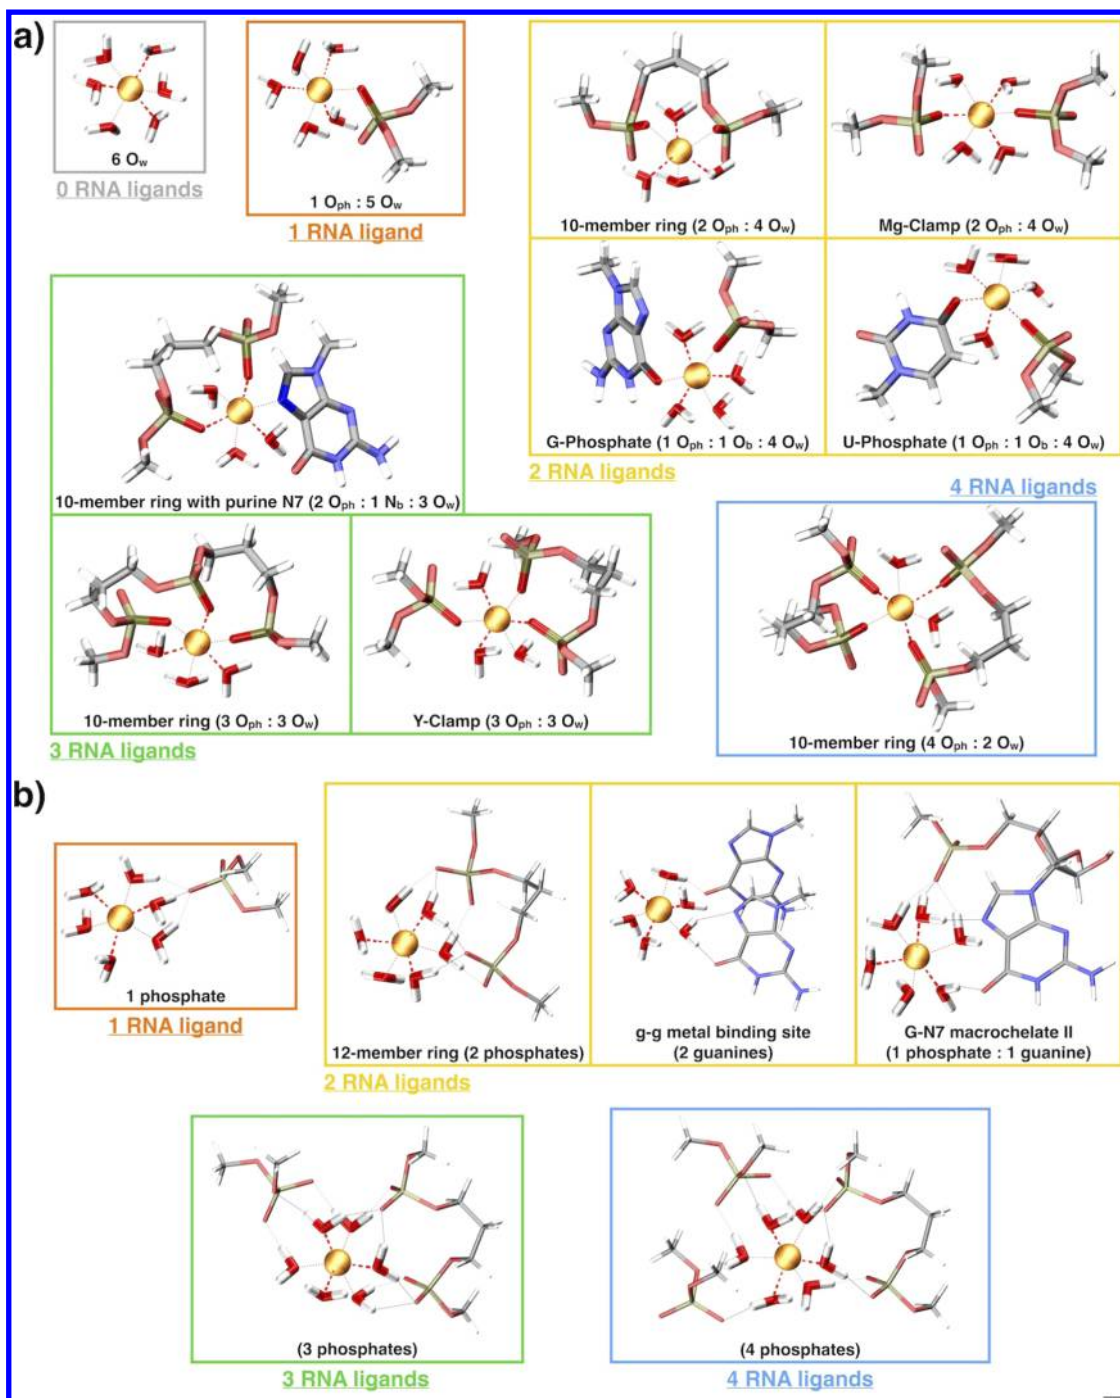 a)
6 Ow
0 RNA ligands
1 Oph : 5 Ow
1 RNA ligand
10-member ring (2 Oph : 4 Ow)
Mg-Clamp (2 Oph : 4 Ow)
G-Phosphate (1 Oph : 1 Ob : 4 Ow)
U-Phosphate (1 Oph : 1 Ob : 4 Ow)
2 RNA ligands
10-member ring with purine N7 (2 Oph : 1 Nb : 3 Ow)
10-member ring (3 Oph : 3 Ow)
Y-Clamp (3 Oph : 3 Ow)
3 RNA ligands
4 RNA ligands
10-member ring (4 Oph : 2 Ow)
b)
1 phosphate
1 RNA ligand
12-member ring (2 phosphates)
g-g metal binding site
(2 guanines)
G-N7 macrochelate II
(1 phosphate : 1 guanine)
2 RNA ligands
(3 phosphates)
3 RNA ligands
(4 phosphates)
4 RNA ligands